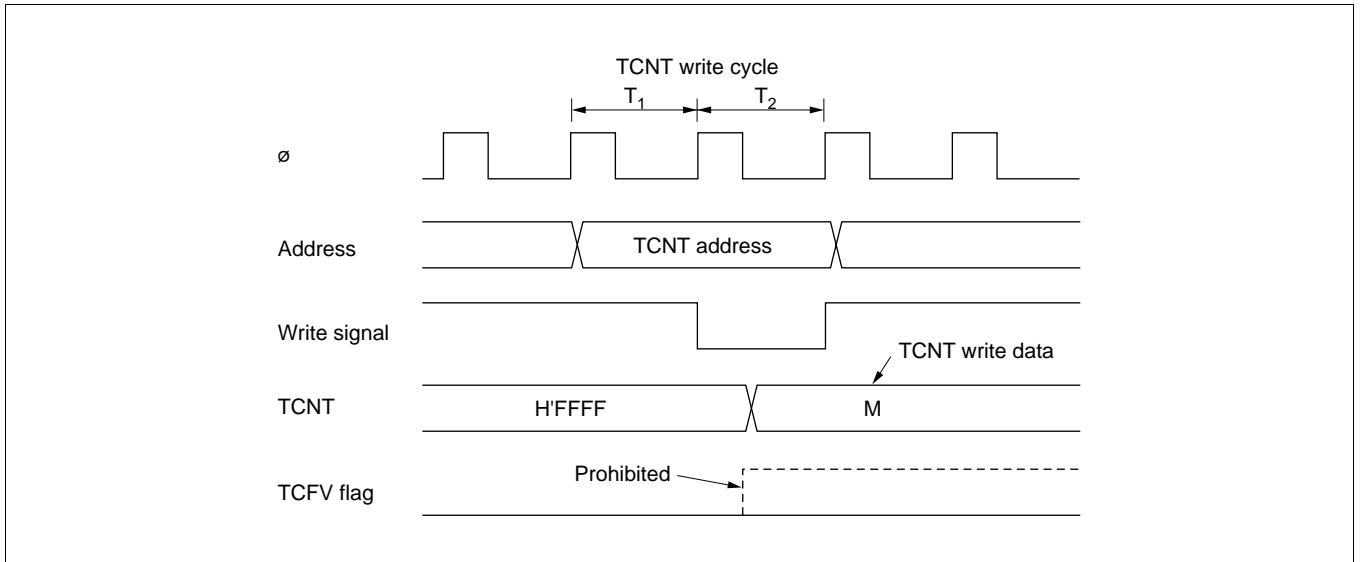 TCNT write cycle
T1 T2
ø
Address TCNT address
Write signal
TCNT write data
TCNT H'FFFF M
Prohibited
TCFV flag